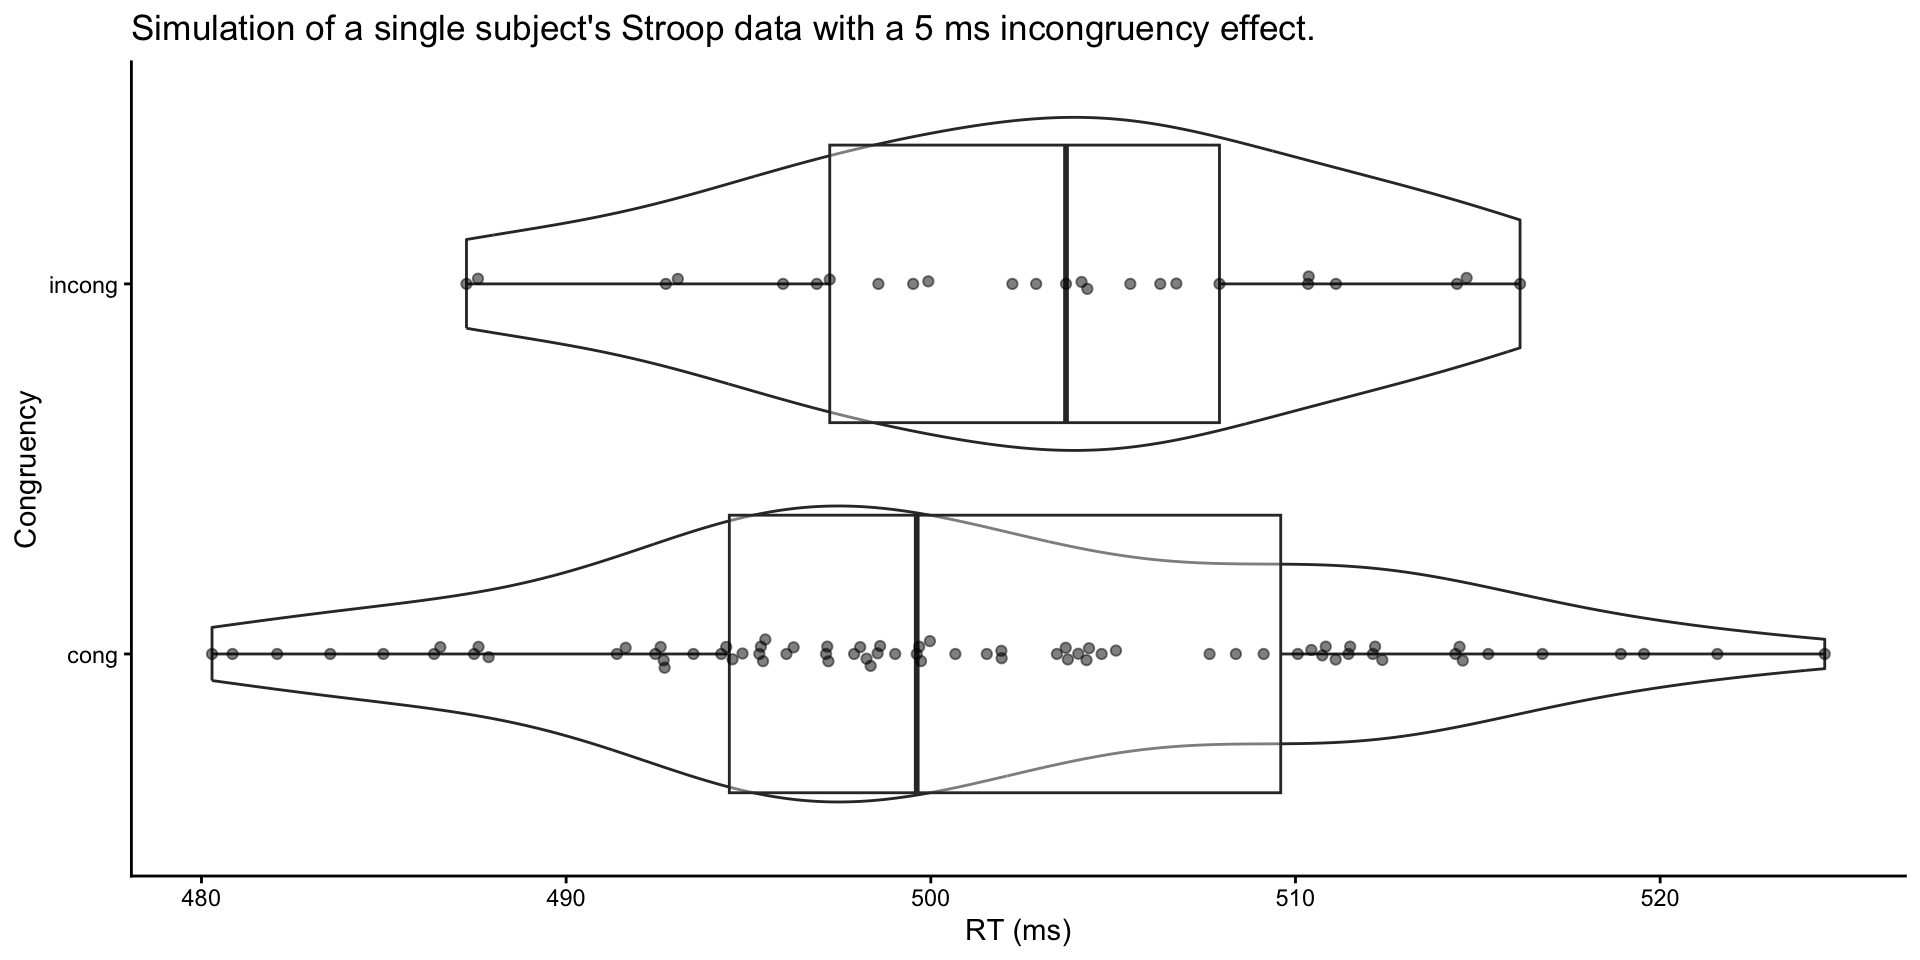 Simulation of a single subject's Stroop data with a 5 ms incongruency effect.
Congruency
incong
cong
480 490 500 510 520
RT (ms)